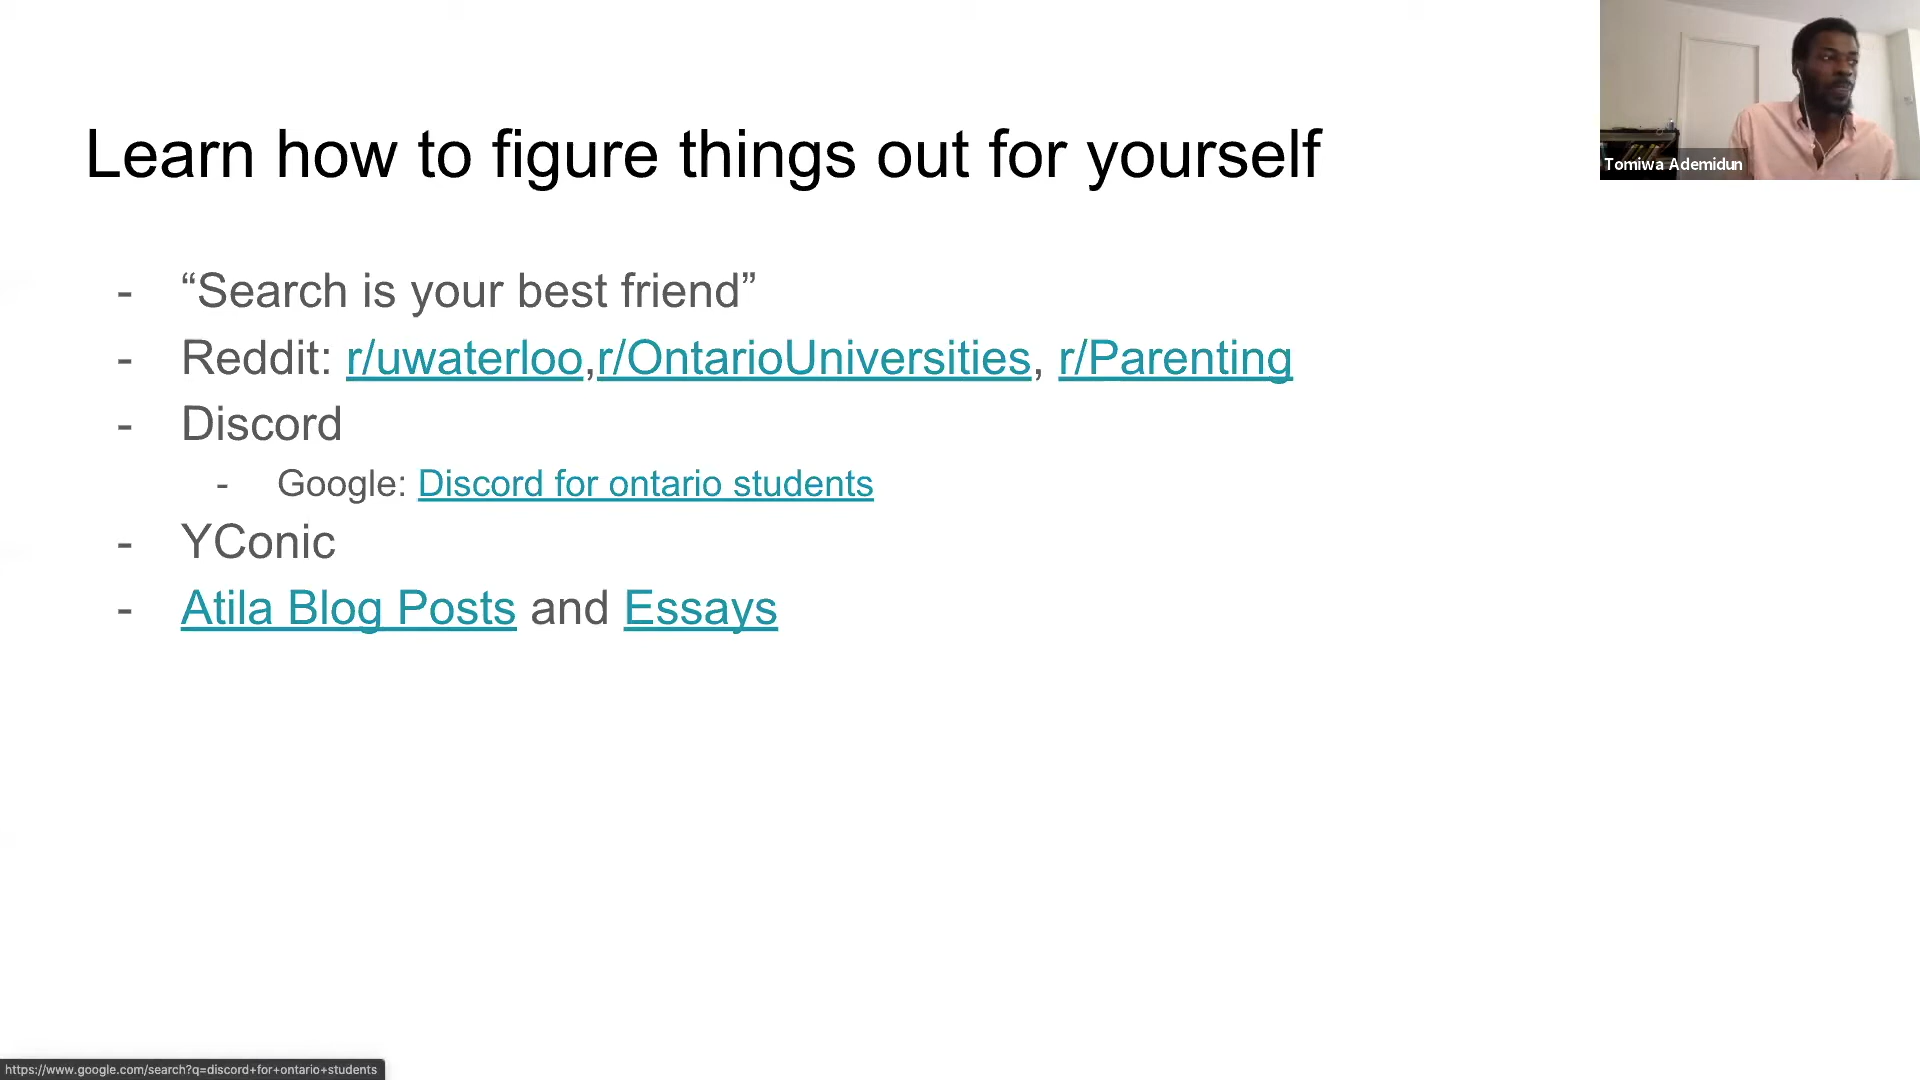 Learn how to figure things out for yourself
Tomiwa Ademidun
- “Search is your best friend”
- Reddit: r/uwaterloo,r/OntarioUniversities, r/Parenting
- Discord
- Google: Discord for ontario students
- YConic
- Atila Blog Posts and Essays
https://www.google.com/search?q=discord+for+ontario+students